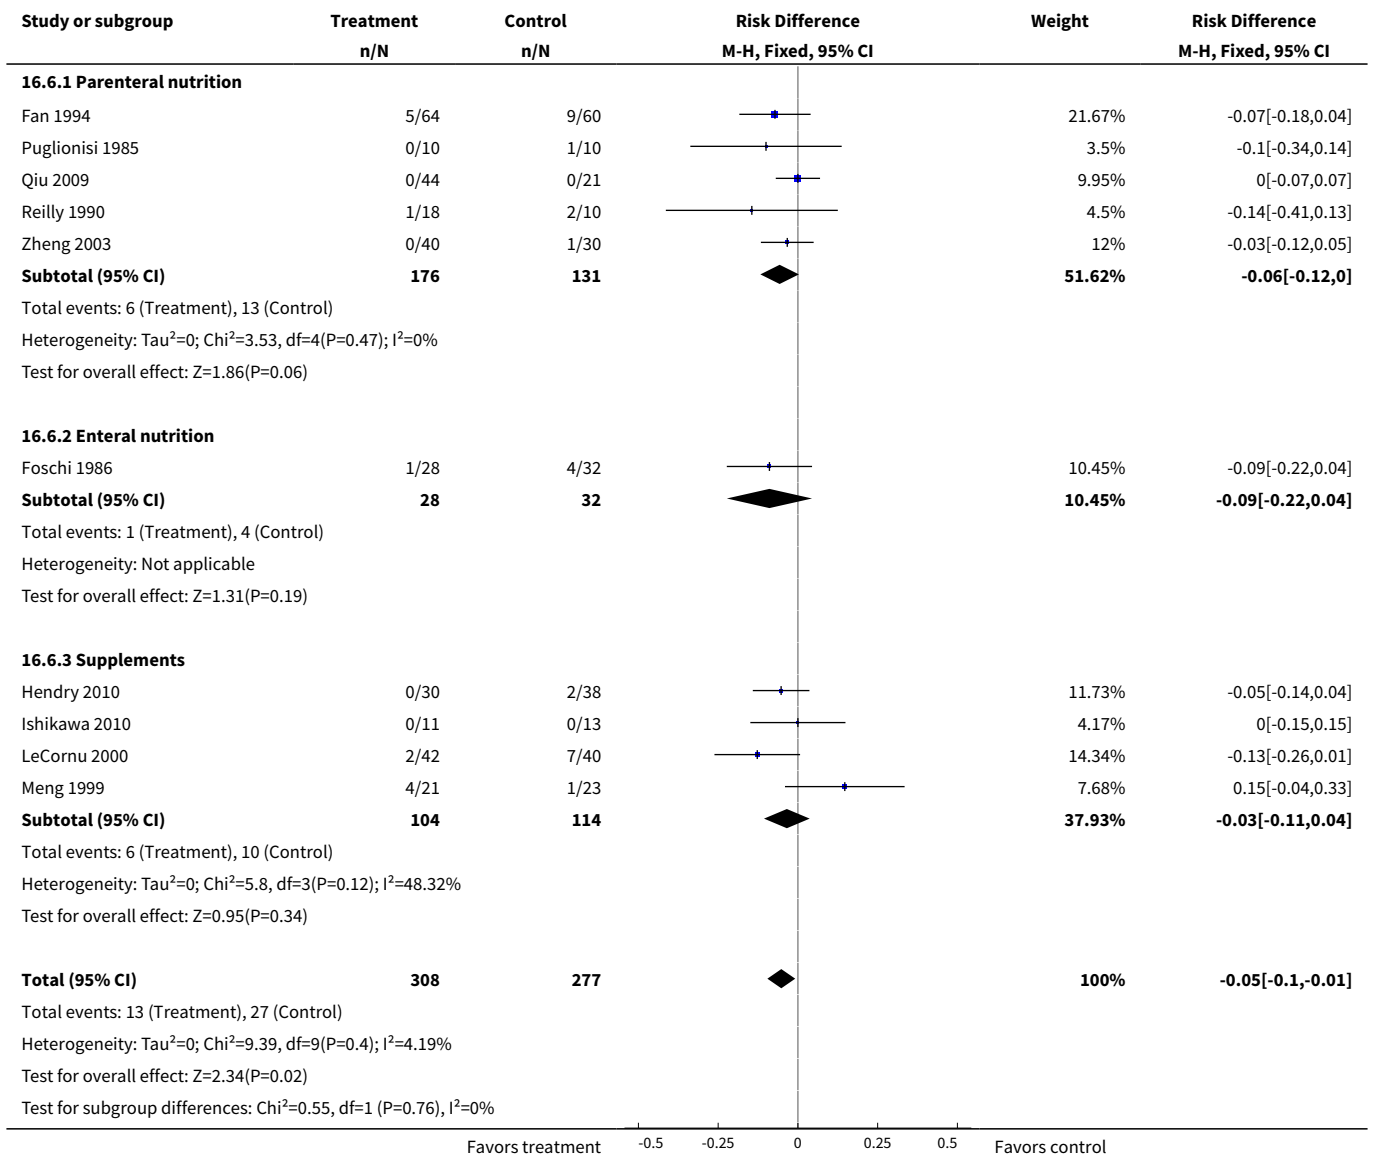 Study or subgroup Treatment Control Risk Difference Weight Risk Difference
n/N n/N M-H, Fixed, 95% CI M-H, Fixed, 95% CI
16.6.1 Parenteral nutrition
Fan 1994 5/64 9/60 21.67% -0.07[-0.18,0.04]
Puglionisi 1985 0/10 1/10 3.5% -0.1[-0.34,0.14]
Qiu 2009 0/44 0/21 9.95% 0[-0.07,0.07]
Reilly 1990 1/18 2/10 4.5% -0.14[-0.41,0.13]
Zheng 2003 0/40 1/30 12% -0.03[-0.12,0.05]
Subtotal (95% CI) 176 131 51.62% -0.06[-0.12,0]
Total events: 6 (Treatment), 13 (Control)
Heterogeneity: Tau²=0; Chi²=3.53, df=4(P=0.47); I²=0%
Test for overall effect: Z=1.86(P=0.06)
16.6.2 Enteral nutrition
Foschi 1986 1/28 4/32 10.45% -0.09[-0.22,0.04]
Subtotal (95% CI) 28 32 10.45% -0.09[-0.22,0.04]
Total events: 1 (Treatment), 4 (Control)
Heterogeneity: Not applicable
Test for overall effect: Z=1.31(P=0.19)
16.6.3 Supplements
Hendry 2010 0/30 2/38 11.73% -0.05[-0.14,0.04]
Ishikawa 2010 0/11 0/13 4.17% 0[-0.15,0.15]
LeCornu 2000 2/42 7/40 14.34% -0.13[-0.26,0.01]
Meng 1999 4/21 1/23 7.68% 0.15[-0.04,0.33]
Subtotal (95% CI) 104 114 37.93% -0.03[-0.11,0.04]
Total events: 6 (Treatment), 10 (Control)
Heterogeneity: Tau²=0; Chi²=5.8, df=3(P=0.12); I²=48.32%
Test for overall effect: Z=0.95(P=0.34)
Total (95% CI) 308 277 100% -0.05[-0.1,-0.01]
Total events: 13 (Treatment), 27 (Control)
Heterogeneity: Tau²=0; Chi²=9.39, df=9(P=0.4); I²=4.19%
Test for overall effect: Z=2.34(P=0.02)
Test for subgroup differences: Chi²=0.55, df=1 (P=0.76), I²=0%
Favors treatment -0.5 -0.25 0 0.25 0.5 Favors control